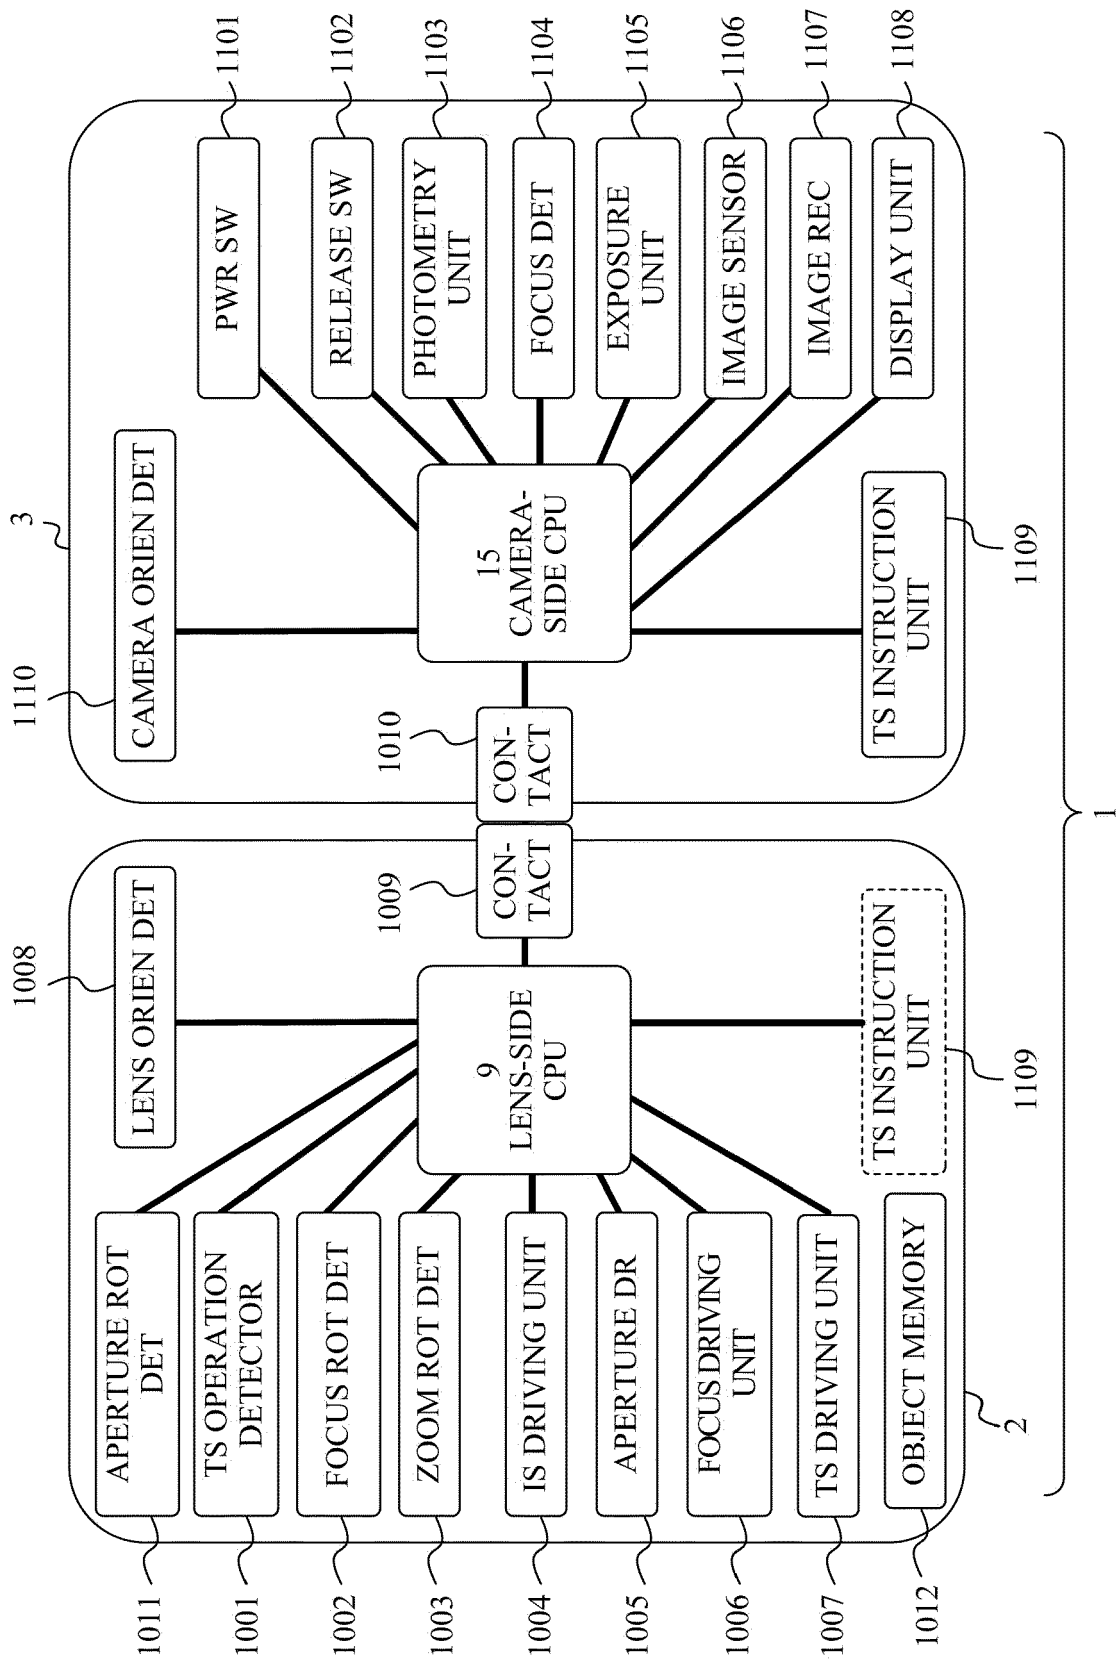 1011
APERTURE ROT
DET
1001
TS OPERATION
DETECTOR
1002
FOCUS ROT DET
1003
ZOOM ROT DET
1004
IS DRIVING UNIT
1005
APERTURE DR
1006
FOCUS DRIVING
UNIT
1007
TS DRIVING UNIT
1012
OBJECT MEMORY
2
1008
LENS ORIEN DET
9
LENS-SIDE
CPU
TS INSTRUCTION
UNIT
1109
1009
CON-
TACT
1010
CON-
TACT
3
1110
CAMERA ORIEN DET
15
CAMERA-
SIDE CPU
TS INSTRUCTION
UNIT
1109
PWR SW
1101
RELEASE SW
1102
PHOTOMETRY
UNIT
1103
FOCUS DET
1104
EXPOSURE
UNIT
1105
IMAGE SENSOR
1106
IMAGE REC
1107
DISPLAY UNIT
1108
1